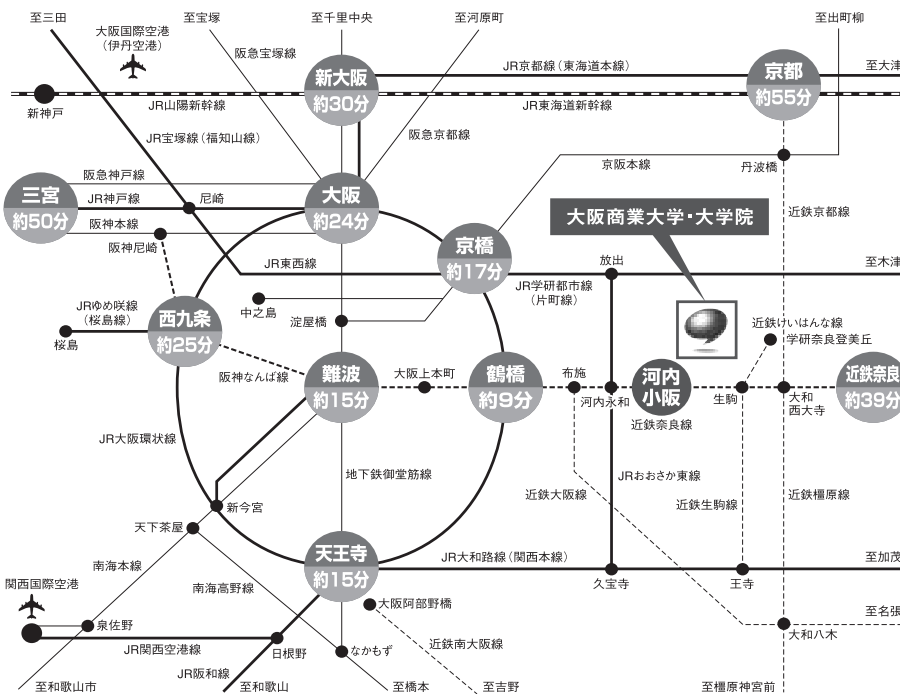 至三田
至宝塚
至千里中央
至河原町
至出町柳
大阪国際空港
（伊丹空港）
阪急宝塚線
新大阪
約30分
JR京都線（東海道本線）
京都
約55分
至大津
新神戸
JR山陽新幹線
JR東海道新幹線
JR宝塚線（福知山線）
阪急京都線
京阪本線
丹波橋
阪急神戸線
三宮
約50分
JR神戸線
尼崎
大阪
約24分
阪神本線
阪神尼崎
大阪商業大学・大学院
近鉄京都線
京橋
約17分
JR東西線
放出
至木津
JR学研都市線
（片町線）
JRゆめ咲線
（桜島線）
桜島
西九条
約25分
中之島
淀屋橋
近鉄けいはんな線
学研奈良登美丘
阪神なんば線
難波
約15分
大阪上本町
鶴橋
約9分
布施
河内永和
河内
小阪
近鉄奈良線
生駒
大和
西大寺
近鉄奈良
約39分
JR大阪環状線
地下鉄御堂筋線
近鉄大阪線
JRおおさか東線
近鉄生駒線
近鉄橿原線
新今宮
天下茶屋
南海本線
南海高野線
天王寺
約15分
JR大和路線（関西本線）
久宝寺
王寺
至加茂
関西国際空港
泉佐野
大阪阿部野橋
至名張
大和八木
JR関西空港線
日根野
なかもず
近鉄南大阪線
JR阪和線
至和歌山市
至和歌山
至橋本
至吉野
至橿原神宮前